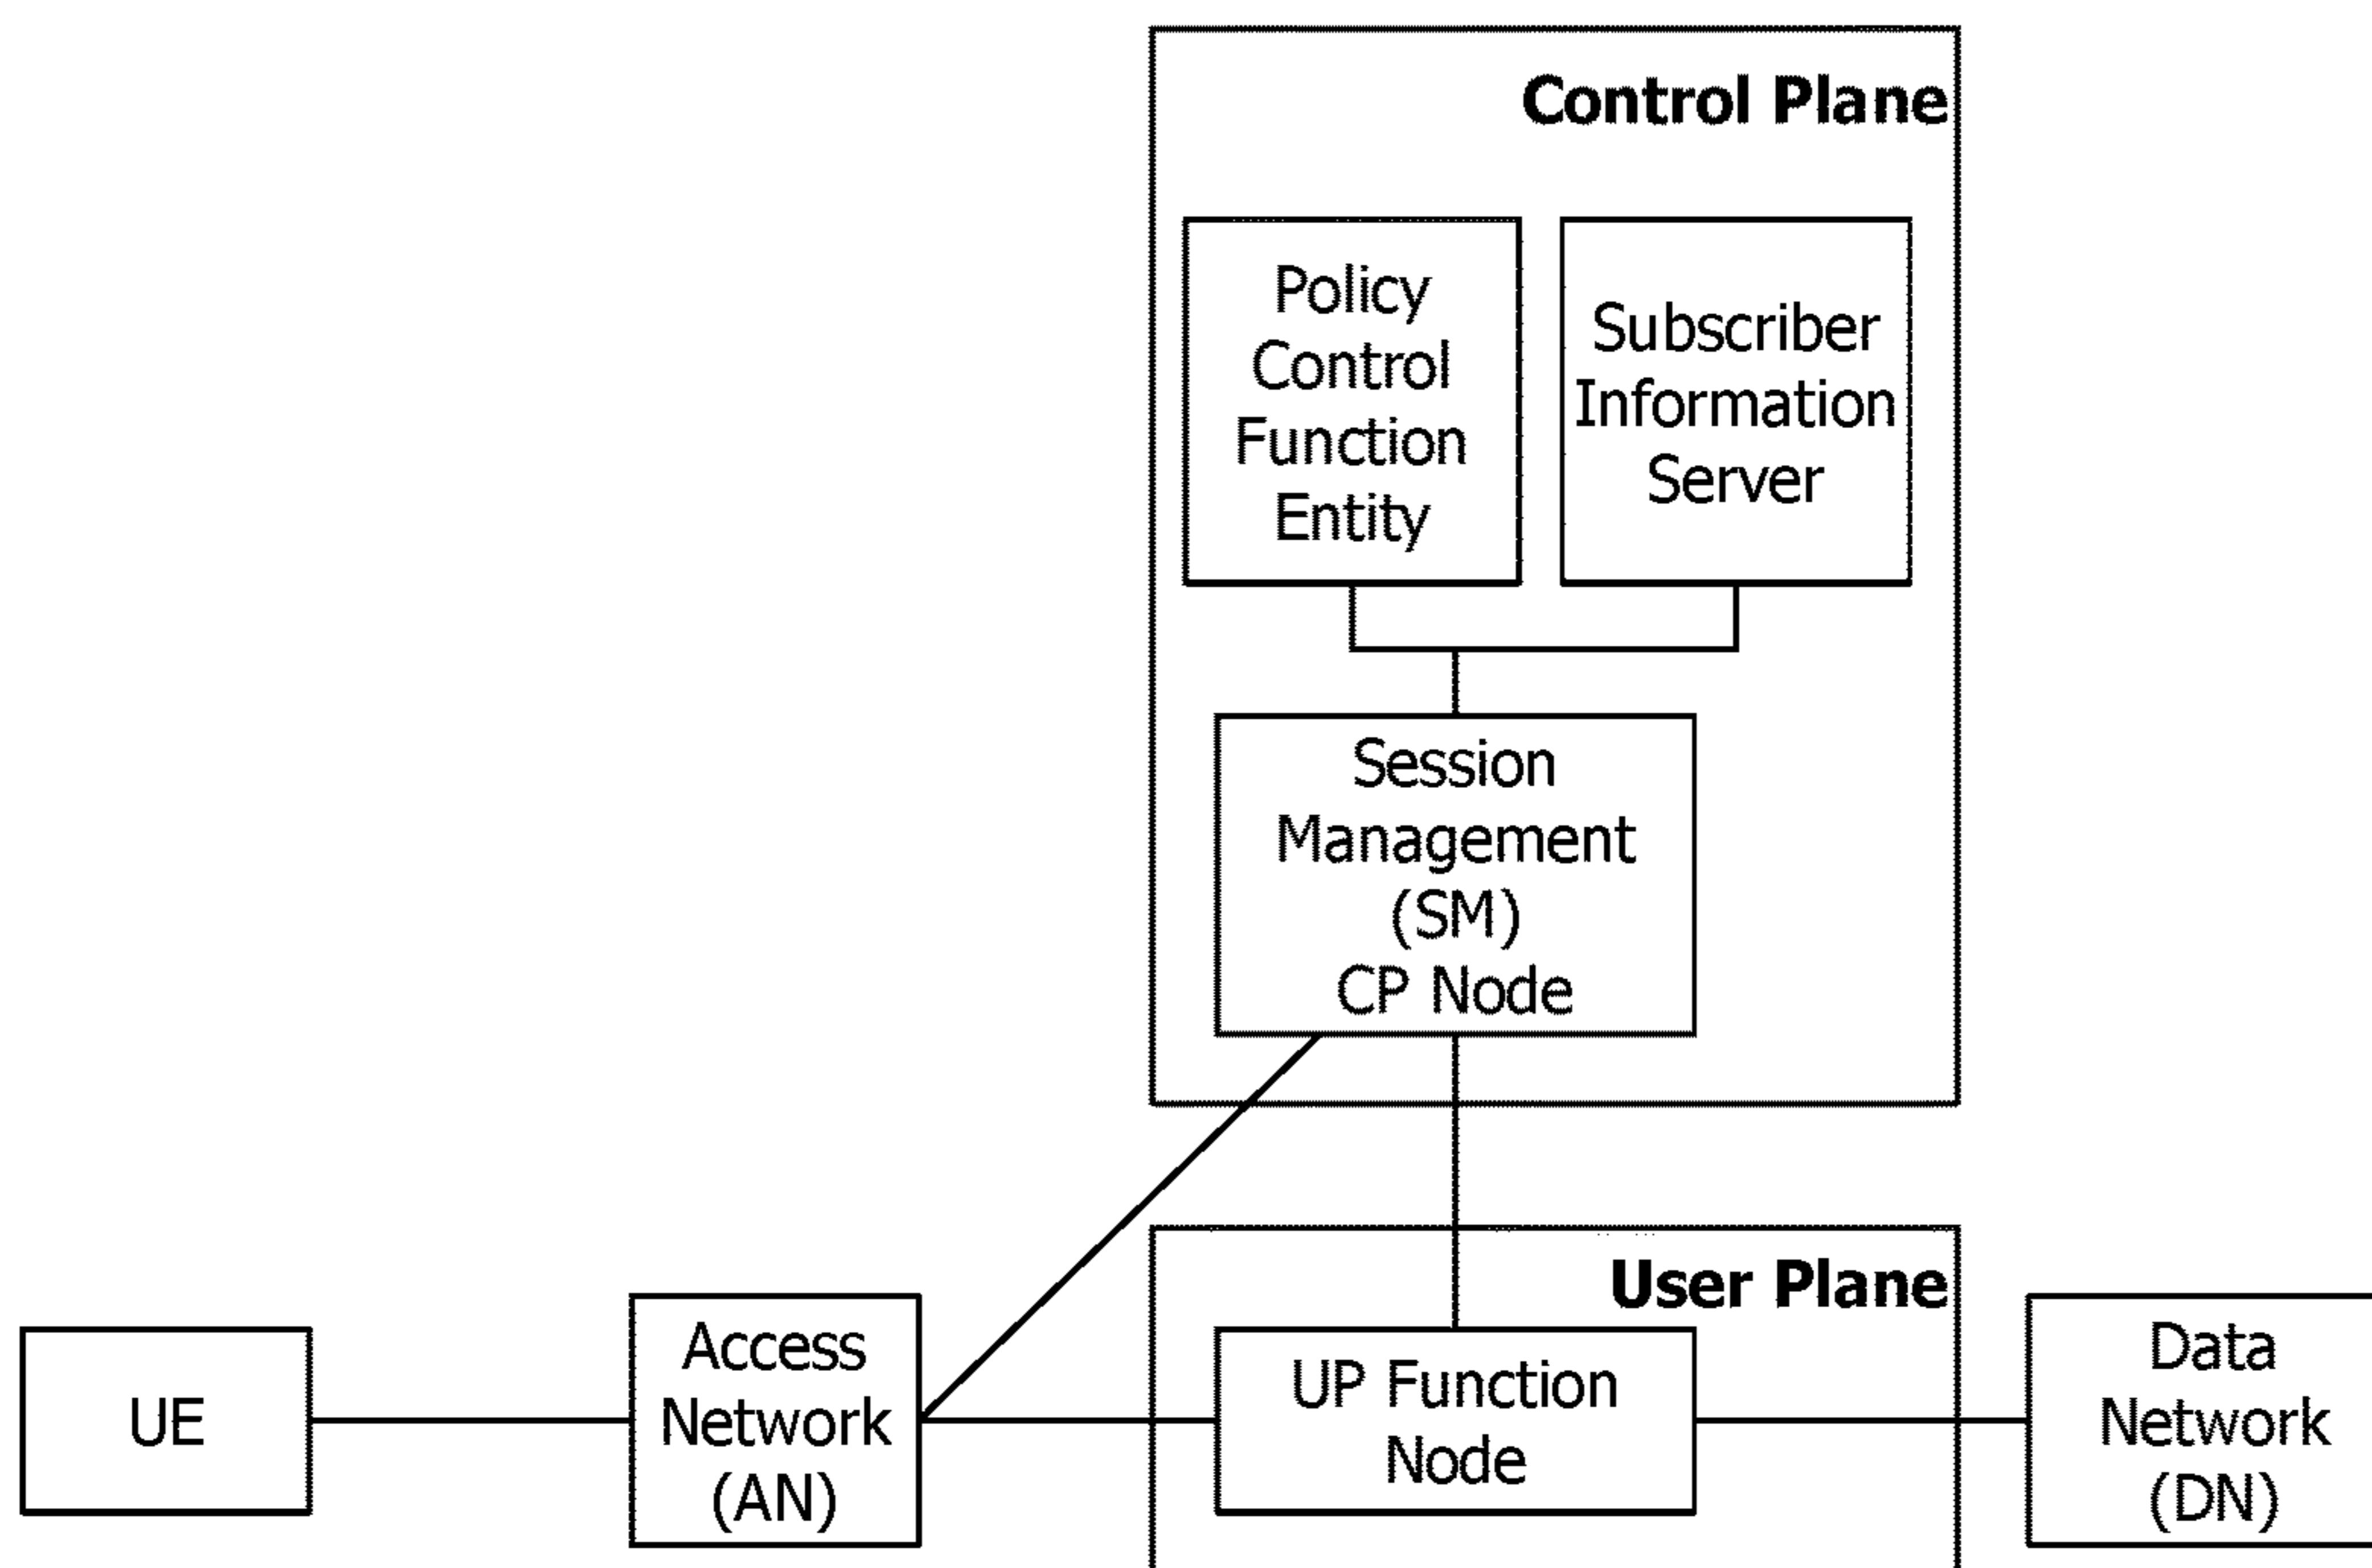 Control Plane
Policy
Control
Function
Entity
Subscriber
Information
Server
Session
Management
(SM)
CP Node
User Plane
UE
Access
Network
(AN)
UP Function
Node
Data
Network
(DN)